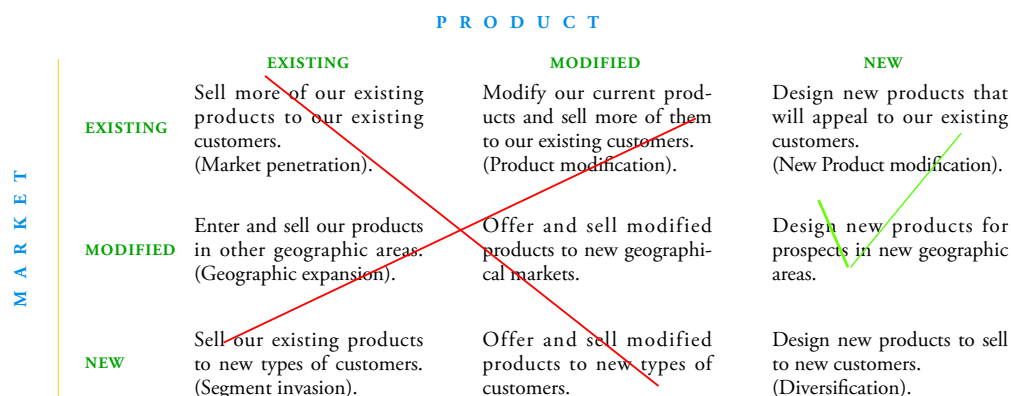 PRODUCT
EXISTING
MODIFIED
NEW
MARKET
EXISTING
Sell more of our existing
products to our existing
customers.
(Market penetration).
Modify our current prod-
ucts and sell more of them
to our existing customers.
(Product modification).
Design new products that
will appeal to our existing
customers.
(New Product modification).
MODIFIED
Enter and sell our products
in other geographic areas.
(Geographic expansion).
Offer and sell modified
products to new geographi-
cal markets.
Design new products for
prospects in new geographic
areas.
NEW
Sell our existing products
to new types of customers.
(Segment invasion).
Offer and sell modified
products to new types of
customers.
Design new products to sell
to new customers.
(Diversification).